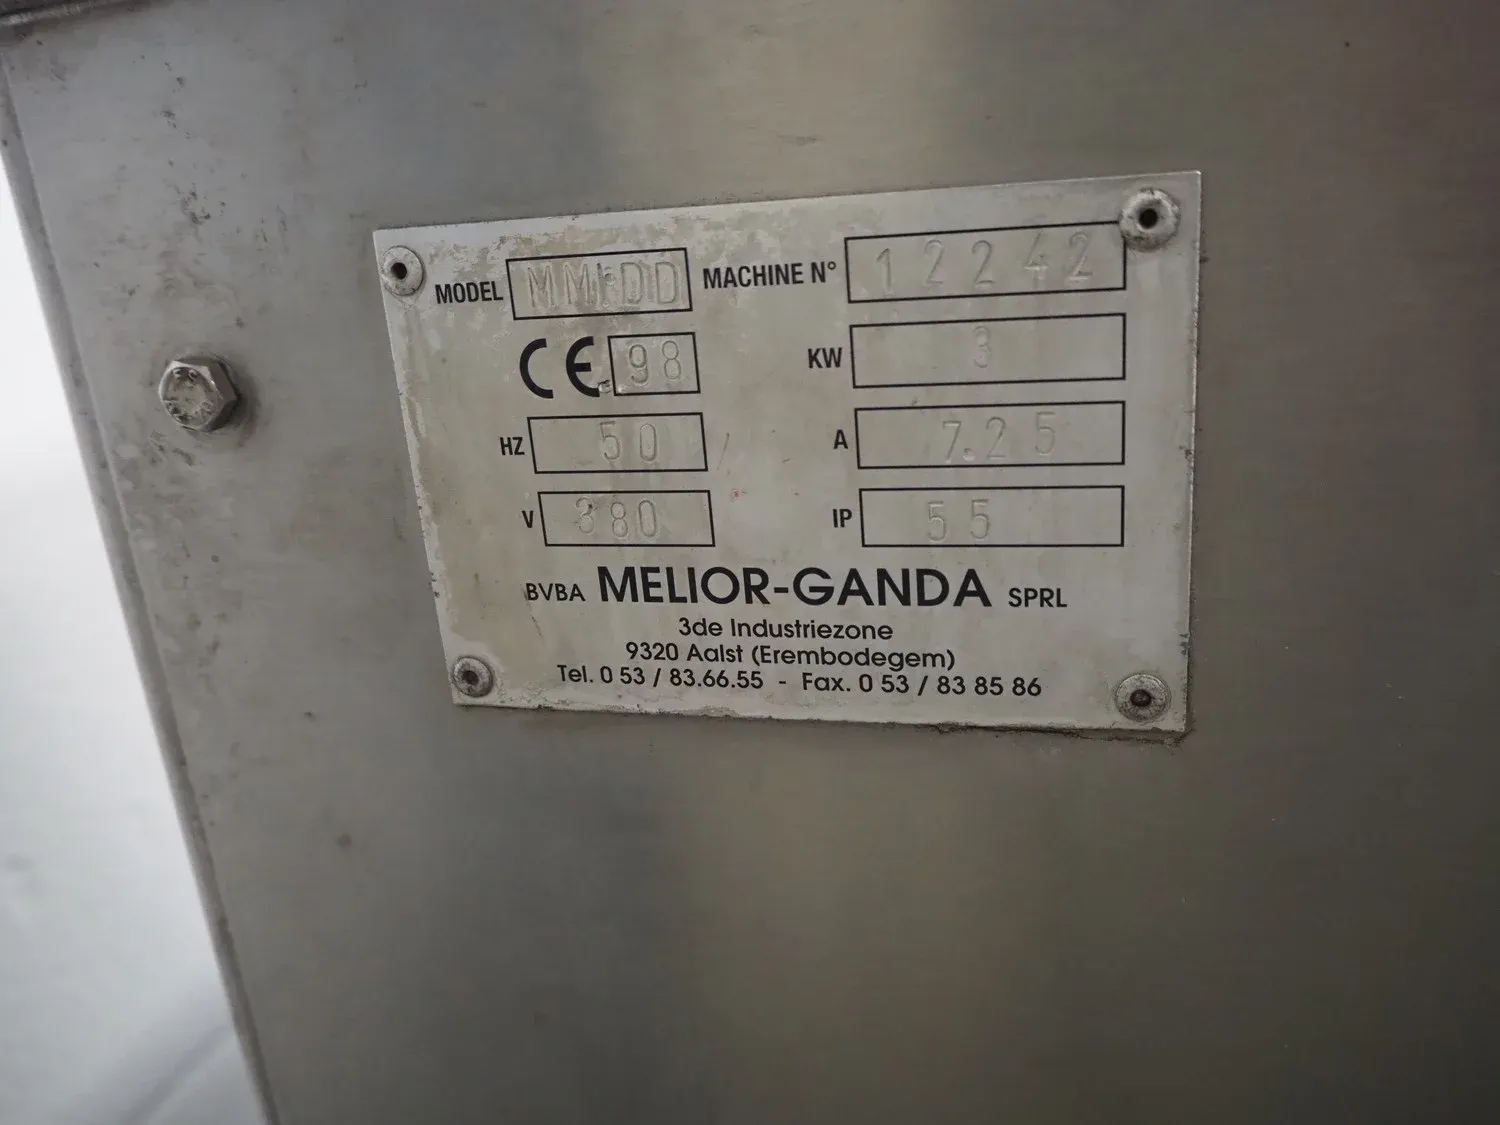 MODEL MMIDD MACHINE N° 12242
CE 98 KW 3
HZ 50 A 7.25
V 380 IP 55
BVBA MELIOR-GANDA SPRL
3de Industriezone
9320 Aalst (Erembodegem)
Tel. 0 53 / 83.66.55 - Fax. 0 53 / 83 85 86